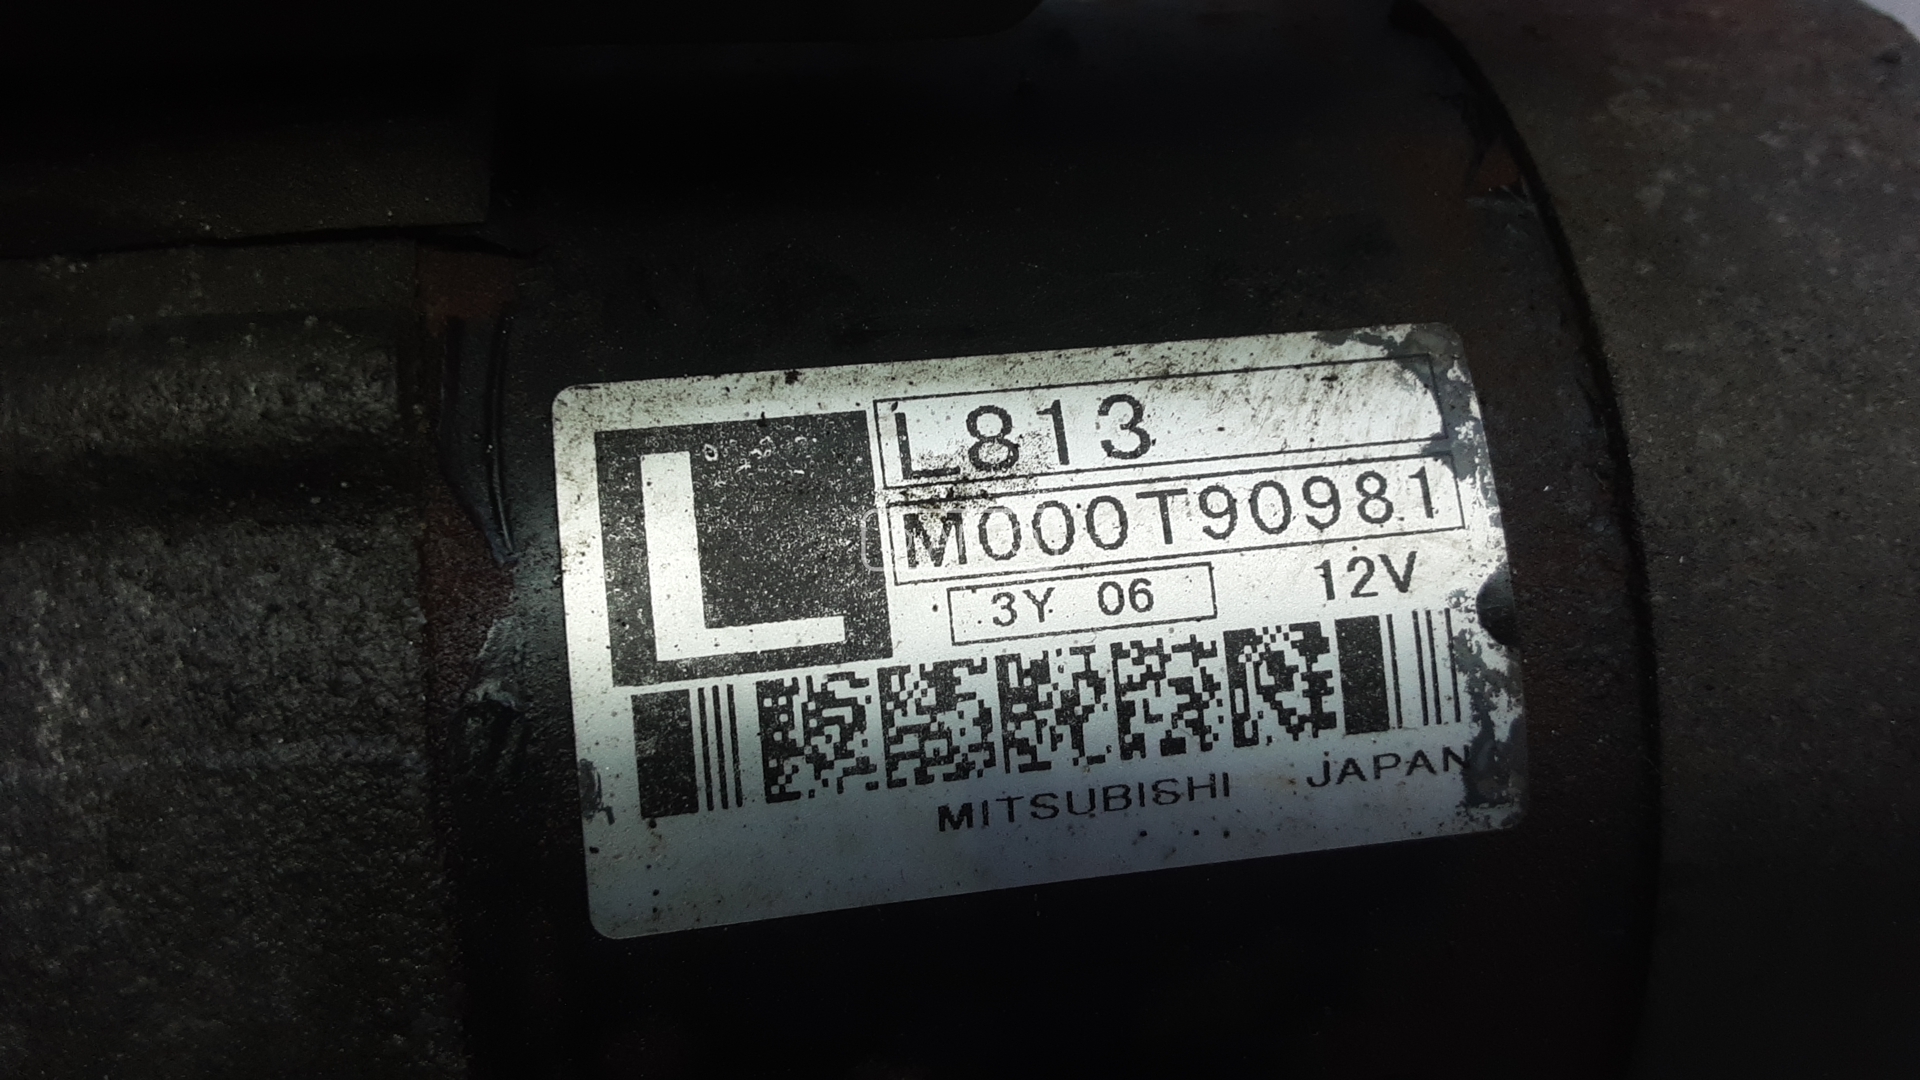 L
L813
M000T90981
3Y 06
12V
MITSUBISHI JAPAN